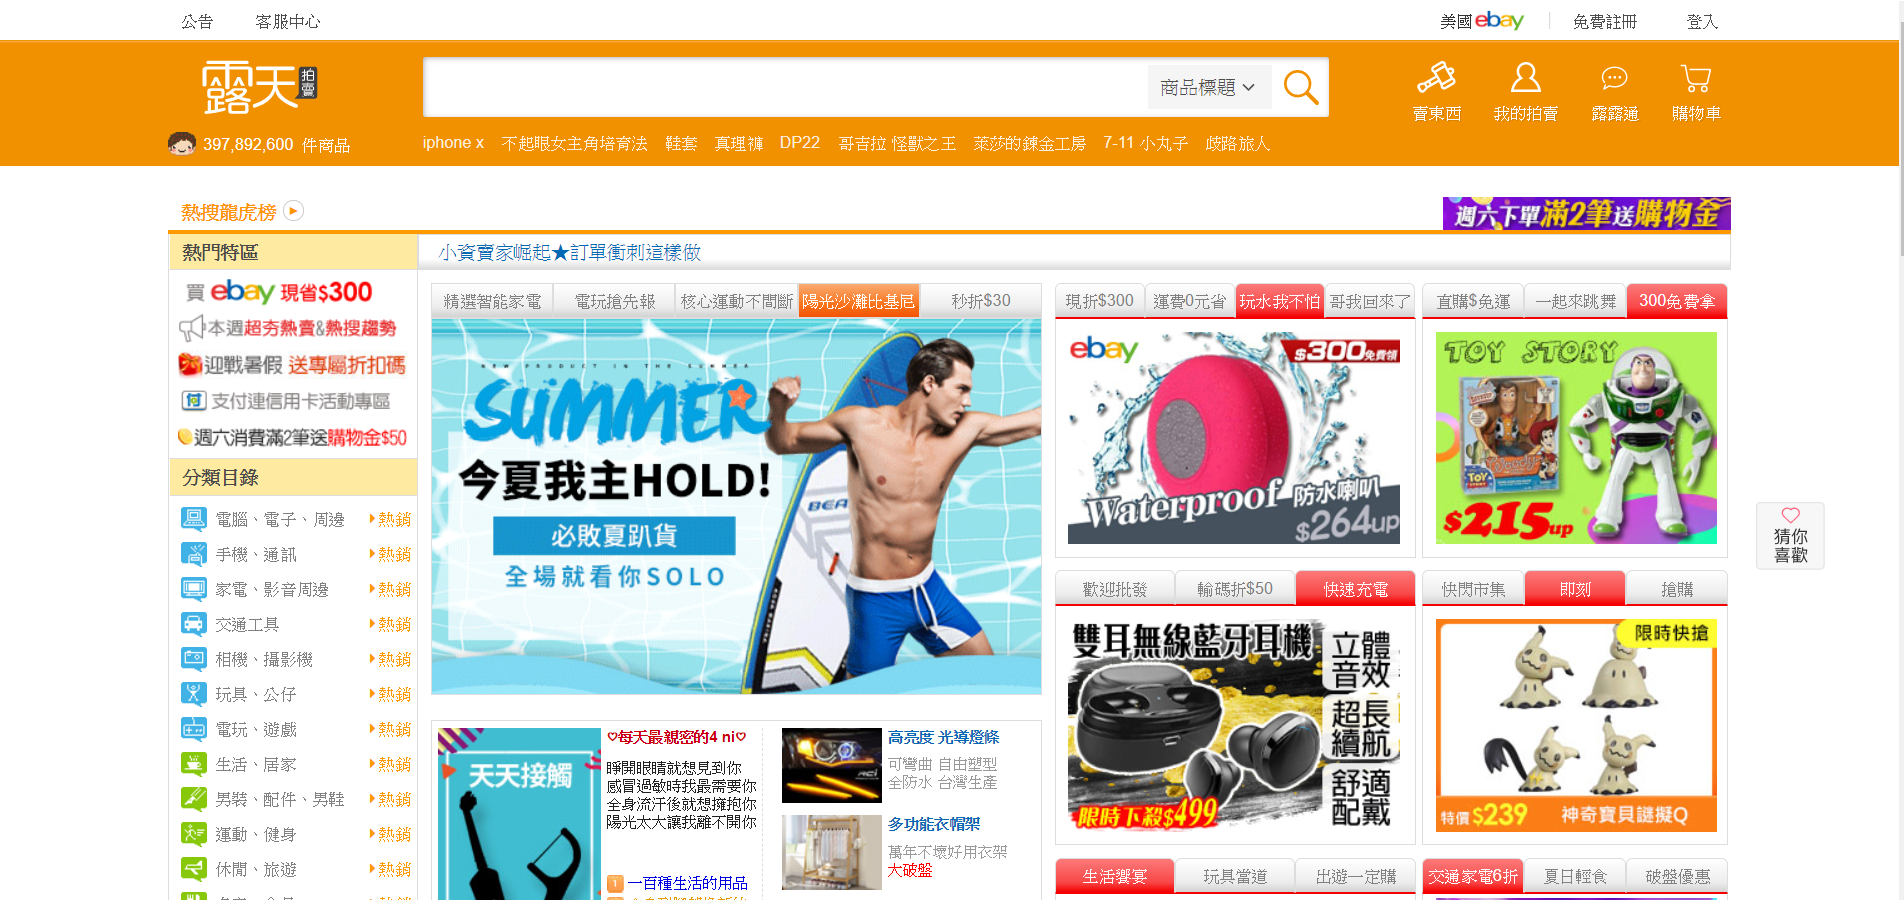 公告
客服中心
美國 ebay
免費註冊
登入
露天 拍賣
商品標題
賣東西
我的拍賣
露露通
購物車
397,892,600 件商品
iphone x 不起眼女主角培育法 鞋套 真理褲 DP22 哥吉拉 怪獸之王 萊莎的鍊金工房 7-11 小丸子 歧路旅人
熱搜龍虎榜
週六下單滿2筆送購物金
熱門特區
小資賣家崛起★訂單衝刺這樣做
買 ebay 現省$300
本週超夯熱賣&熱搜趨勢
迎戰暑假 送專屬折扣碼
支付連信用卡活動專區
週六消費滿2筆送購物金$50
分類目錄
電腦、電子、周邊 熱銷
手機、通訊 熱銷
家電、影音周邊 熱銷
交通工具 熱銷
相機、攝影機 熱銷
玩具、公仔 熱銷
電玩、遊戲 熱銷
生活、居家 熱銷
男裝、配件、男鞋 熱銷
運動、健身 熱銷
休閒、旅遊 熱銷
精選智能家電 電玩搶先報 核心運動不間斷 陽光沙灘比基尼 秒折$30
NEW PRODUCT IN THE SUMMER
SUMMER
今夏我主HOLD!
必敗夏趴貨
全場就看你SOLO
BEA
現折$300 運費0元省 玩水我不怕 哥我回來了
ebay
$300免費領
Waterproof 防水喇叭
$264up
直購$免運 一起來跳舞 300免費拿
TOY STORY
TOY STORY
$215up
歡迎批發 輸碼折$50 快速充電
雙耳無線藍牙耳機
立體音效
超長續航
舒適配戴
限時下殺$499
快閃市集 即刻 搶購
限時快搶
特價$239 神奇寶貝謎擬Q
猜你
喜歡
天天接觸
♡每天最親密的4 ni♡
睜開眼睛就想見到你
感冒過敏時我最需要你
全身流汗後就想擁抱你
陽光太大讓我離不開你
1 一百種生活的用品
高亮度 光導燈條
可彎曲 自由塑型
全防水 台灣生產
多功能衣帽架
萬年不壞好用衣架
大破盤
生活饗宴 玩具當道 出遊一定購
交通家電6折 夏日輕食 破盤優惠